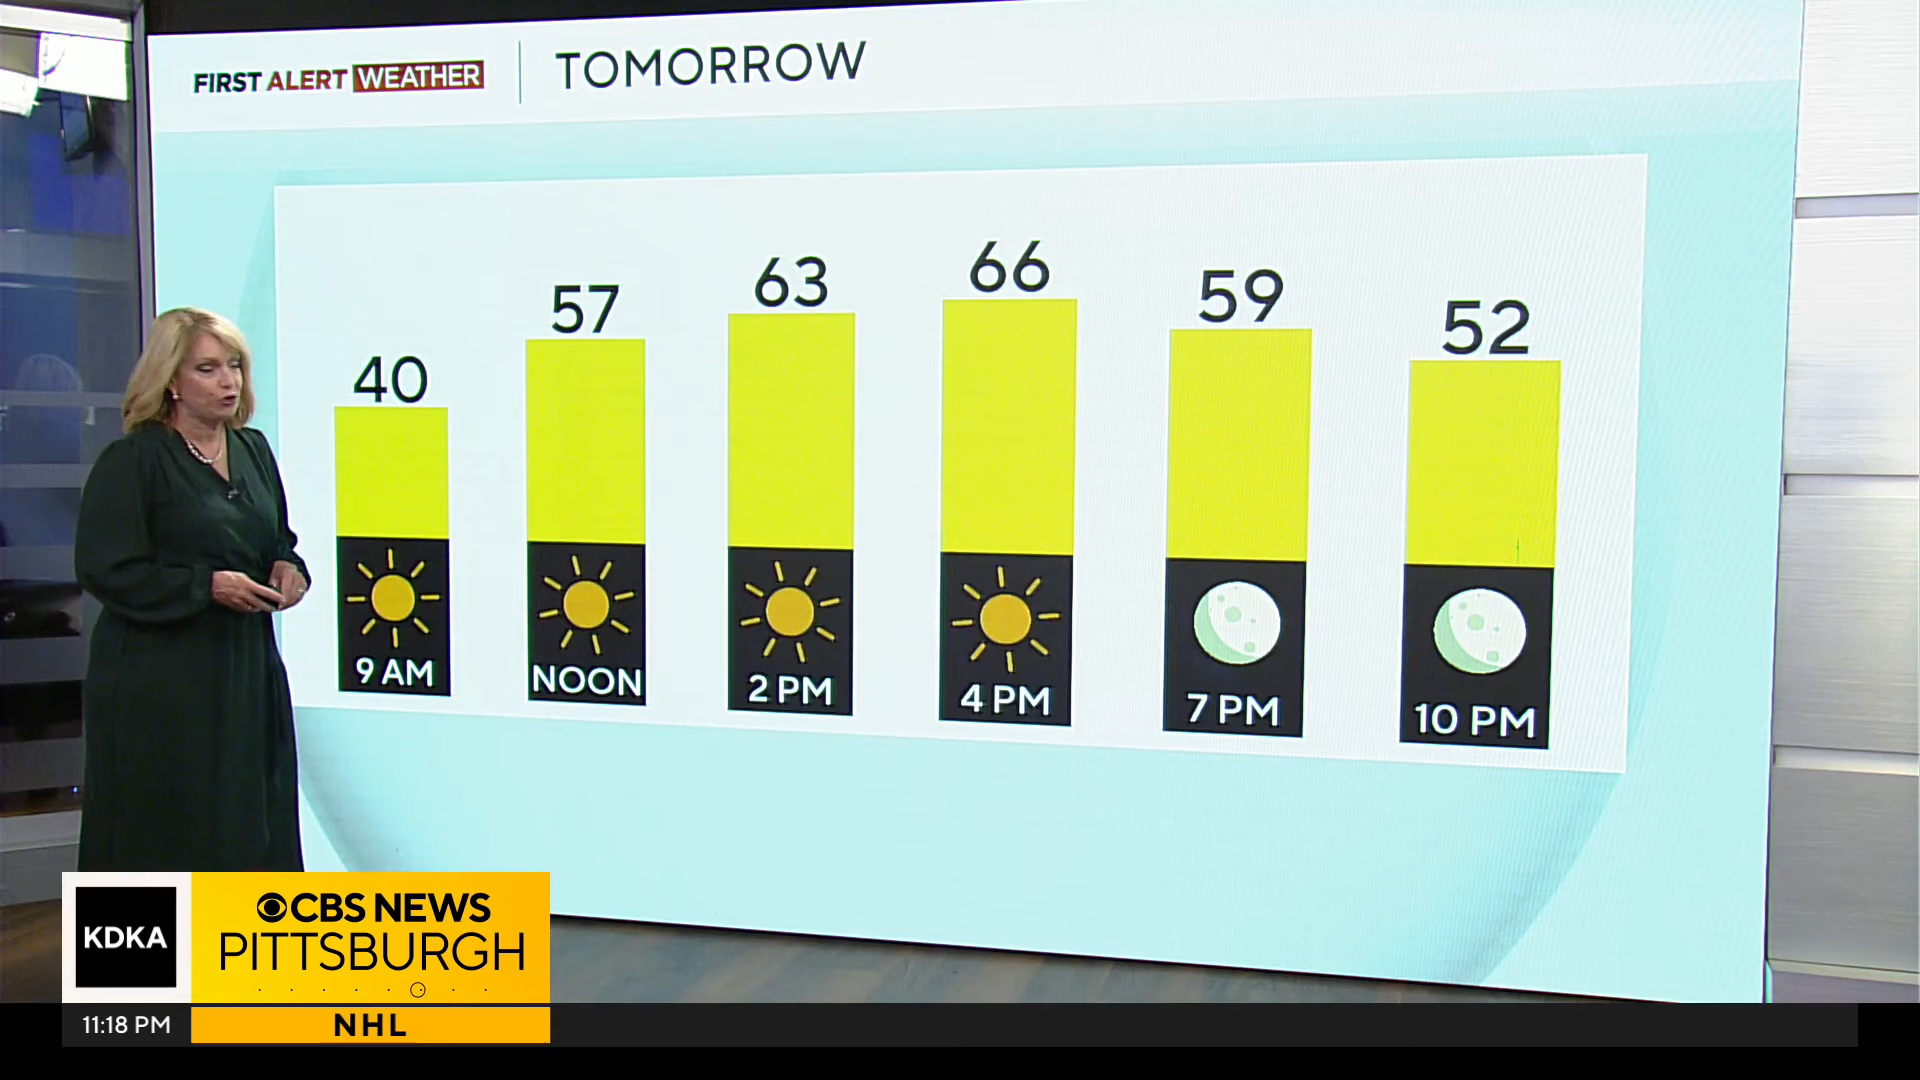 FIRST ALERT WEATHER
TOMORROW
40
57
63
66
59
52
9 AM
NOON
2 PM
4 PM
7 PM
10 PM
KDKA
CBS NEWS
PITTSBURGH
11:18 PM
NHL